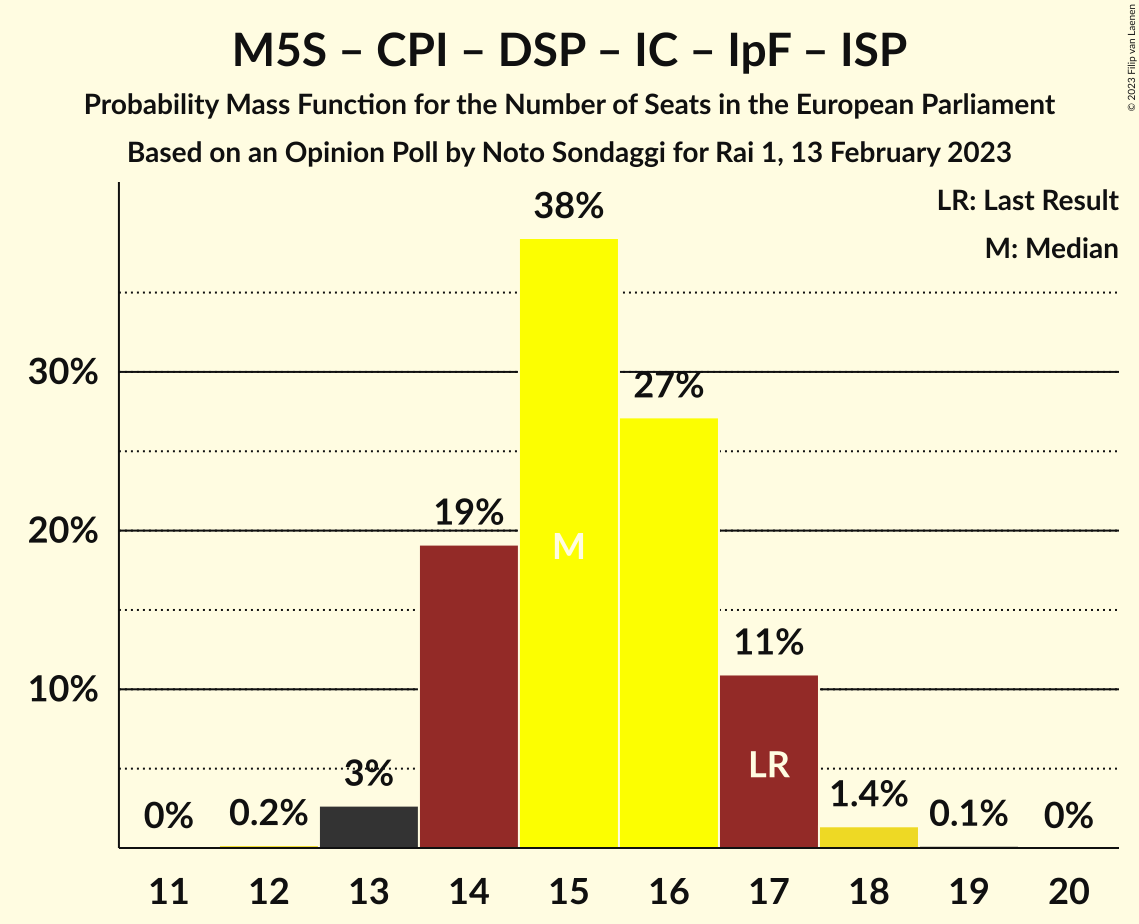 M5S – CPI – DSP – IC – IpF – ISP
Probability Mass Function for the Number of Seats in the European Parliament
Based on an Opinion Poll by Noto Sondaggi for Rai 1, 13 February 2023
© 2023 Filip van Laenen
LR: Last Result
M: Median
38%
30%
27%
20%
19%
M
11%
10%
LR
3%
1.4%
0%
0.2%
0.1%
0%
11 12 13 14 15 16 17 18 19 20